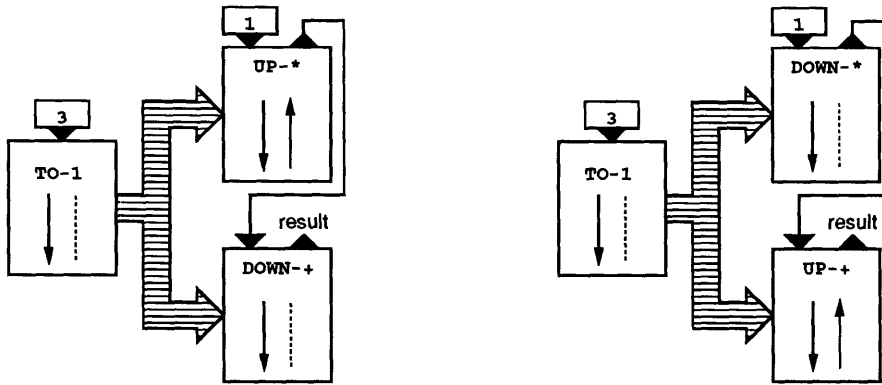 1
UP-*
3
TO-1
result
DOWN-+
1
DOWN-*
3
TO-1
result
UP-+